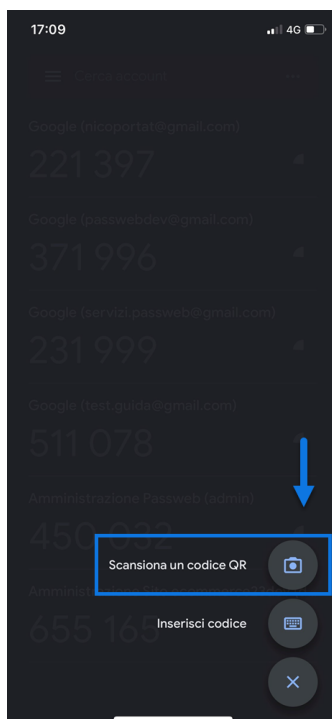 17:09
4G
Cerca account
Google (nicoportat@gmail.com)
221 397
Google (passwebdev@gmail.com)
371 996
Google (servizi.passweb@gmail.com)
231 999
Google (test.guida@gmail.com)
511 078
Amministrazione Passweb (admin)
450 032
Scansiona un codice QR
Amministrazione
655 165
Inserisci codice